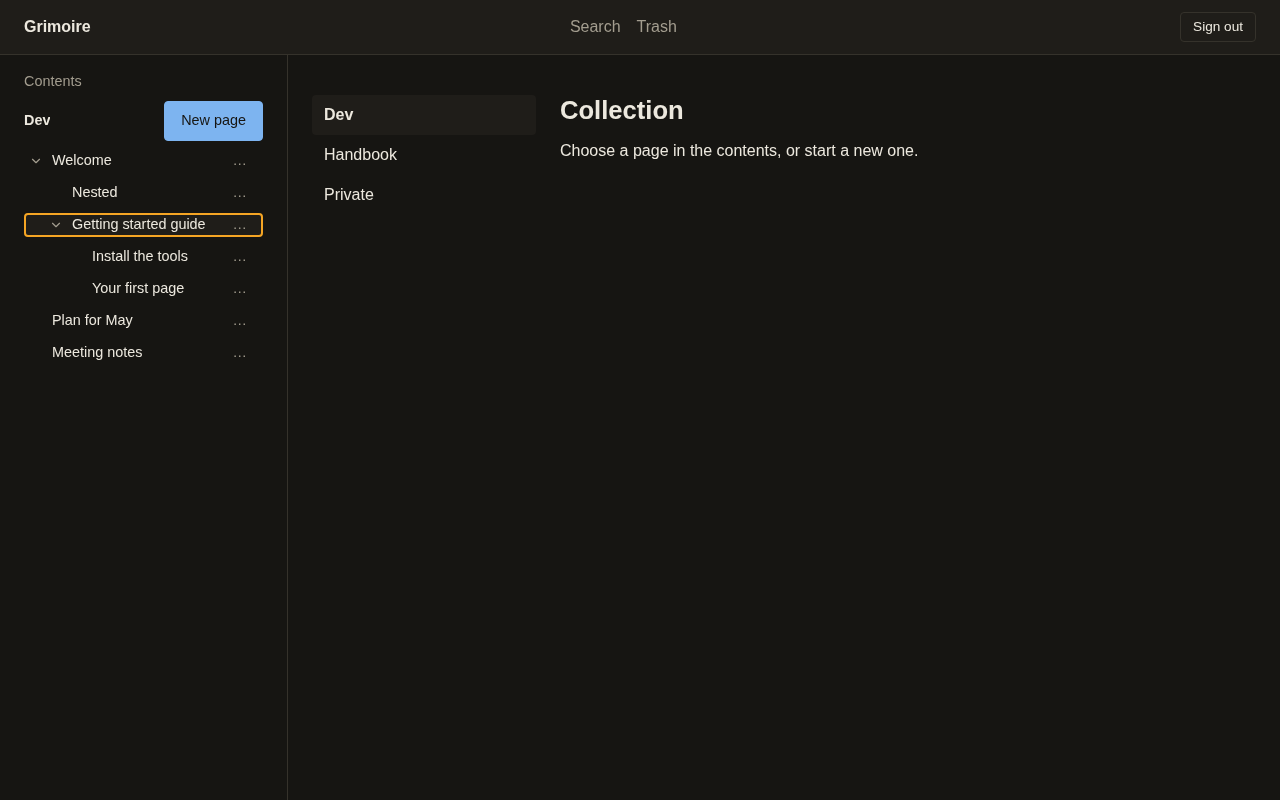 Grimoire
Search Trash
Sign out
Contents
Dev
New page
Welcome ...
Nested ...
Getting started guide ...
Install the tools ...
Your first page ...
Plan for May ...
Meeting notes ...
Dev
Handbook
Private
Collection
Choose a page in the contents, or start a new one.